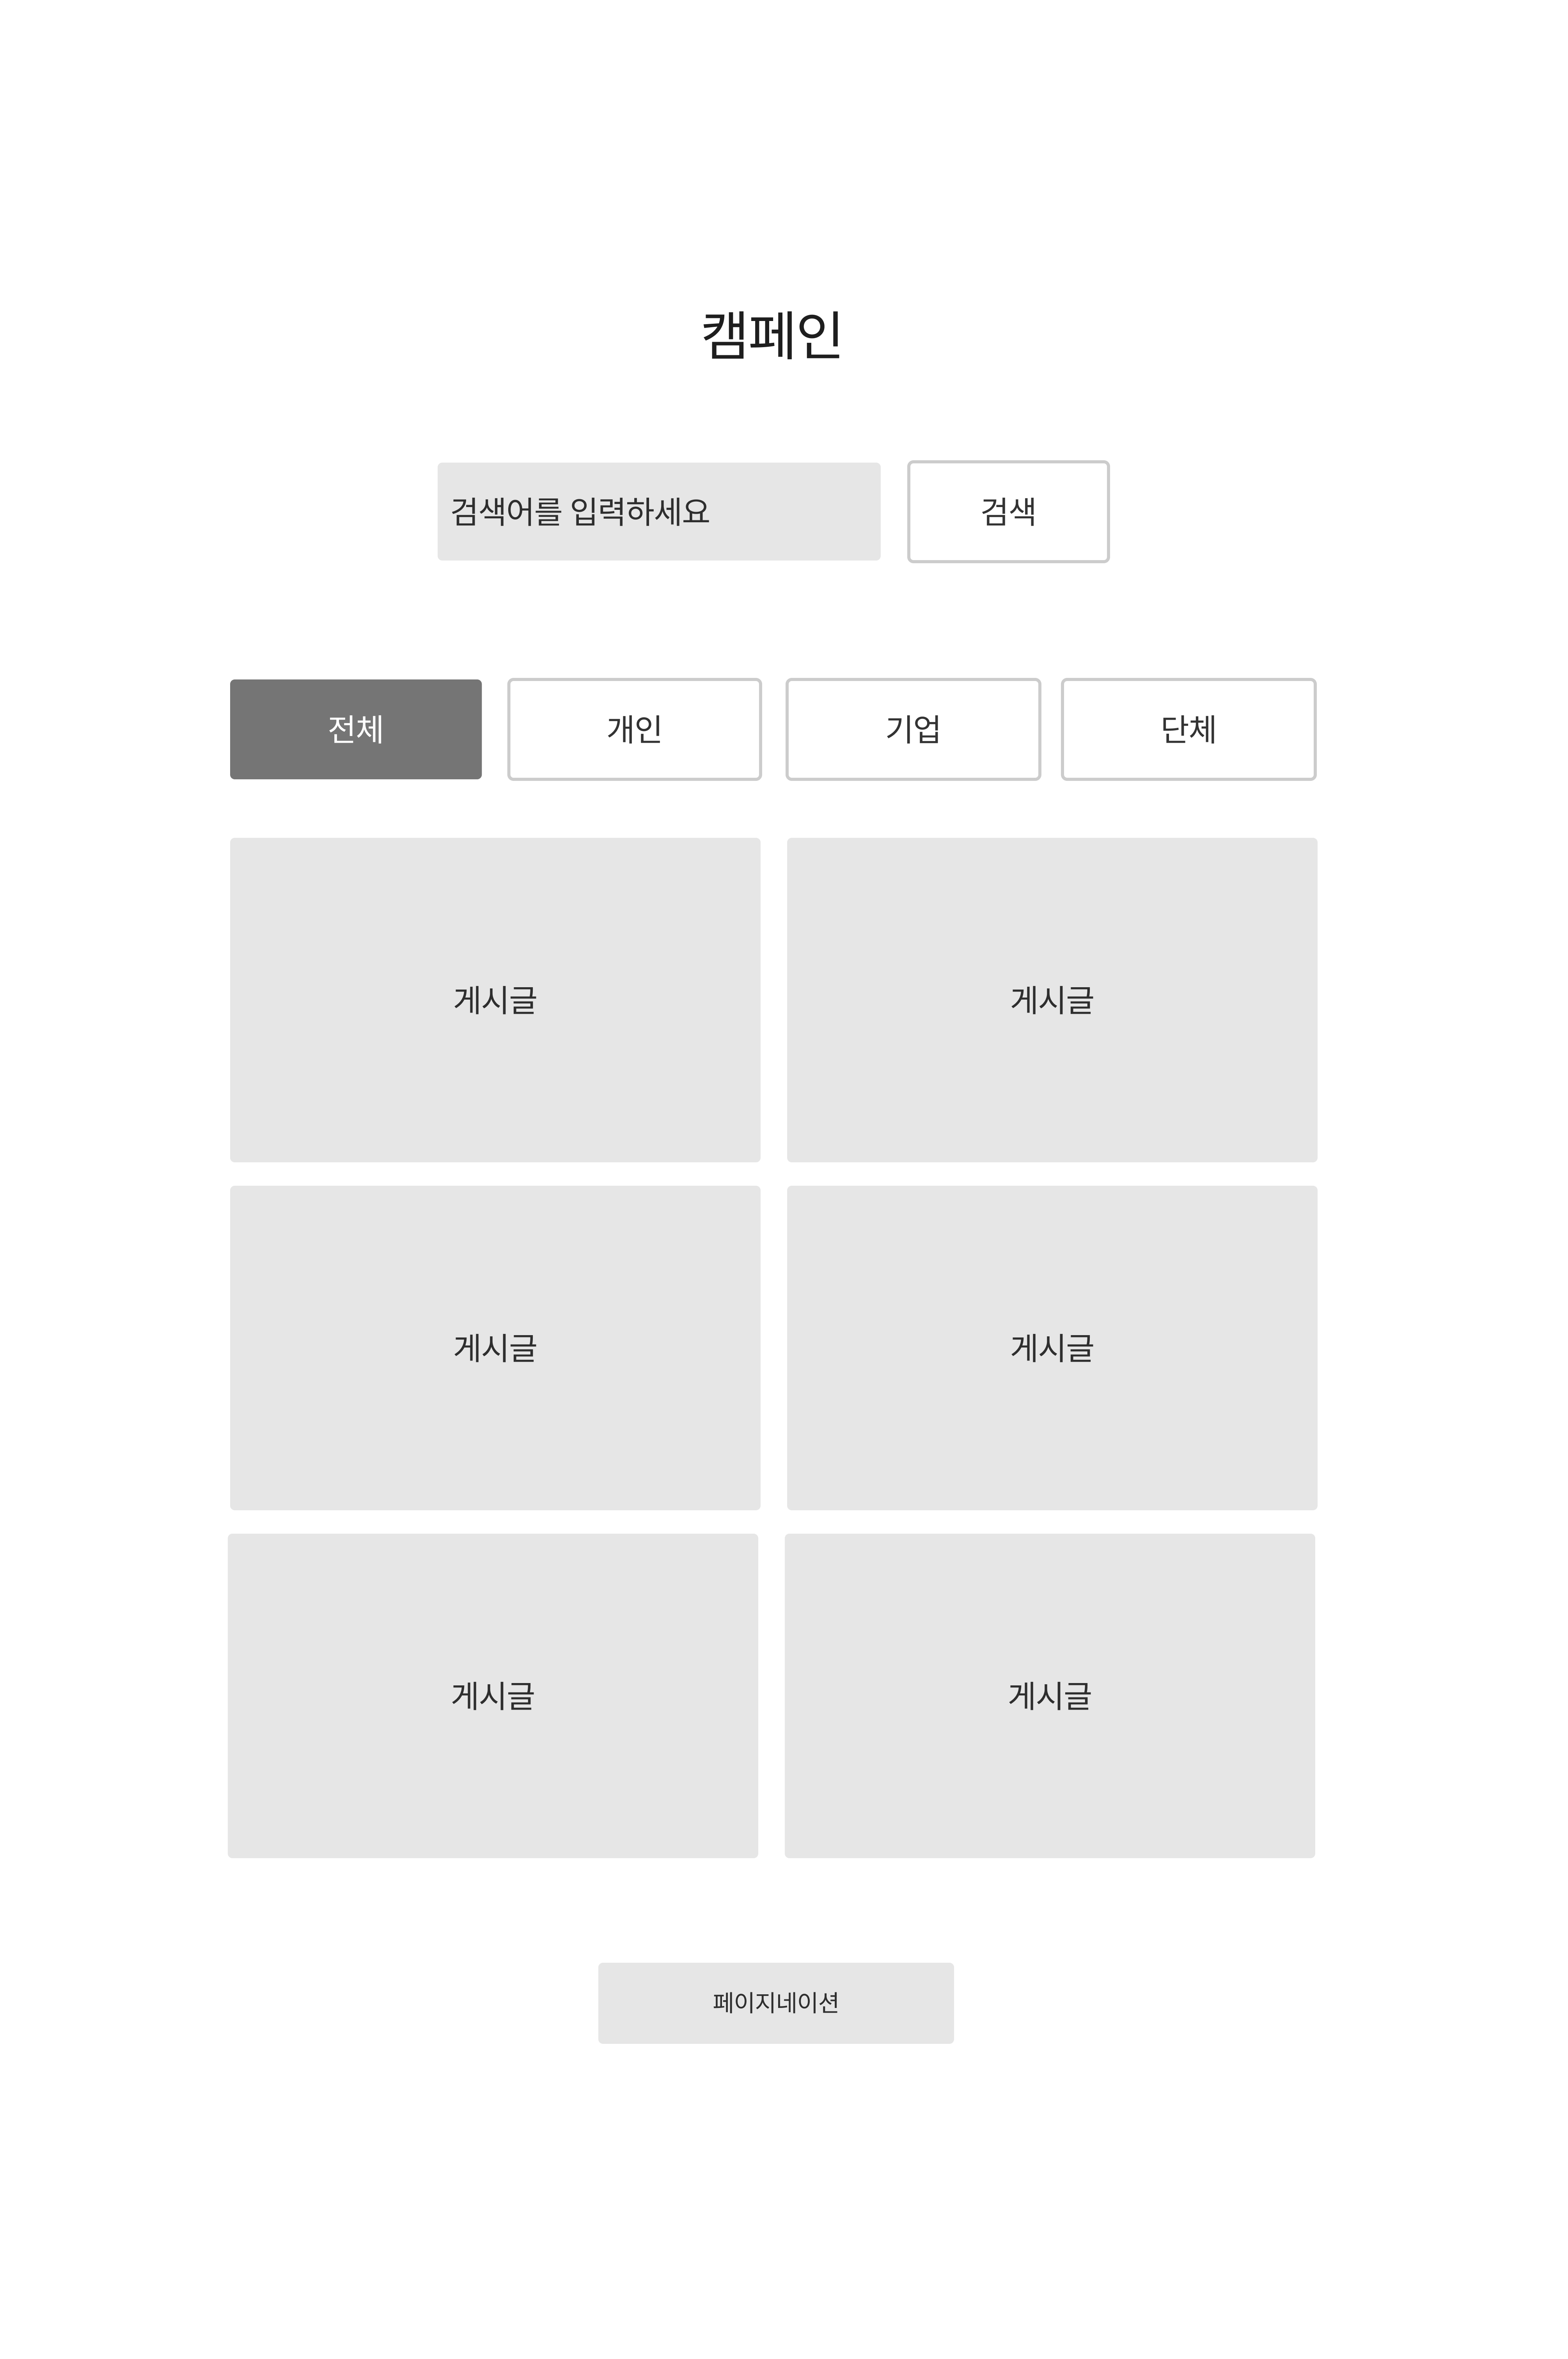 캠페인
검색어를 입력하세요 검색
전체 개인 기업 단체
게시글 게시글
게시글 게시글
게시글 게시글
페이지네이션